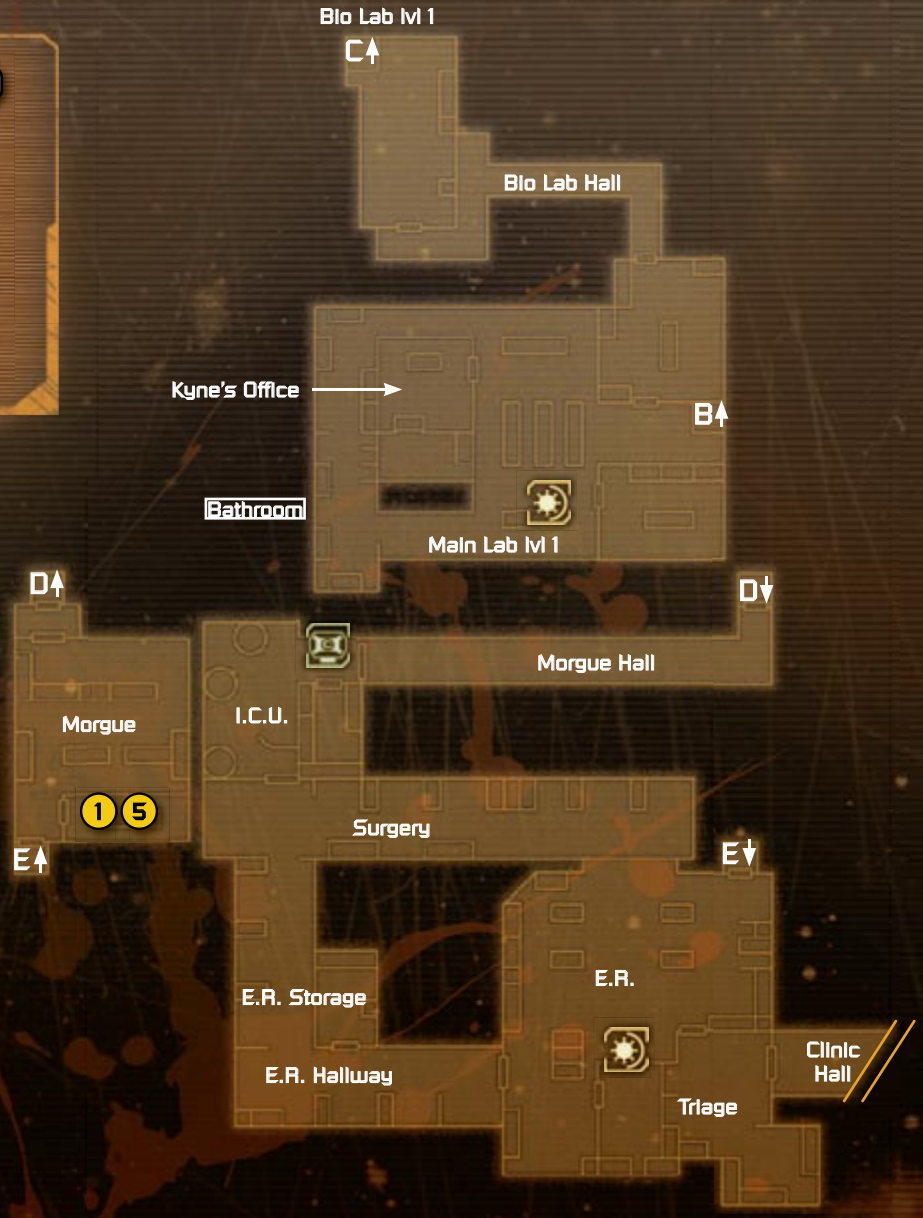 Bio Lab lvl 1
C
Bio Lab Hall
Kyne's Office
B
Bathroom
Main Lab lvl 1
D
D
Morgue Hall
I.C.U.
Morgue
1 5
Surgery
E
E
E.R.
E.R. Storage
Clinic
Hall
E.R. Hallway
Triage